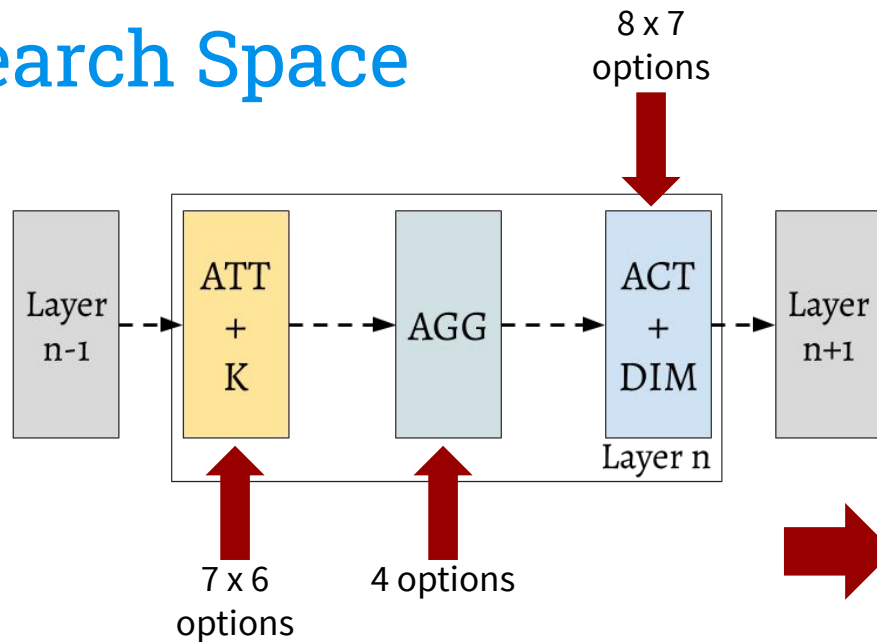 earch Space
8 x 7
options
Layer
n-1
ATT
+
K
AGG
ACT
+
DIM
Layer
n+1
Layer n
7 x 6
options
4 options